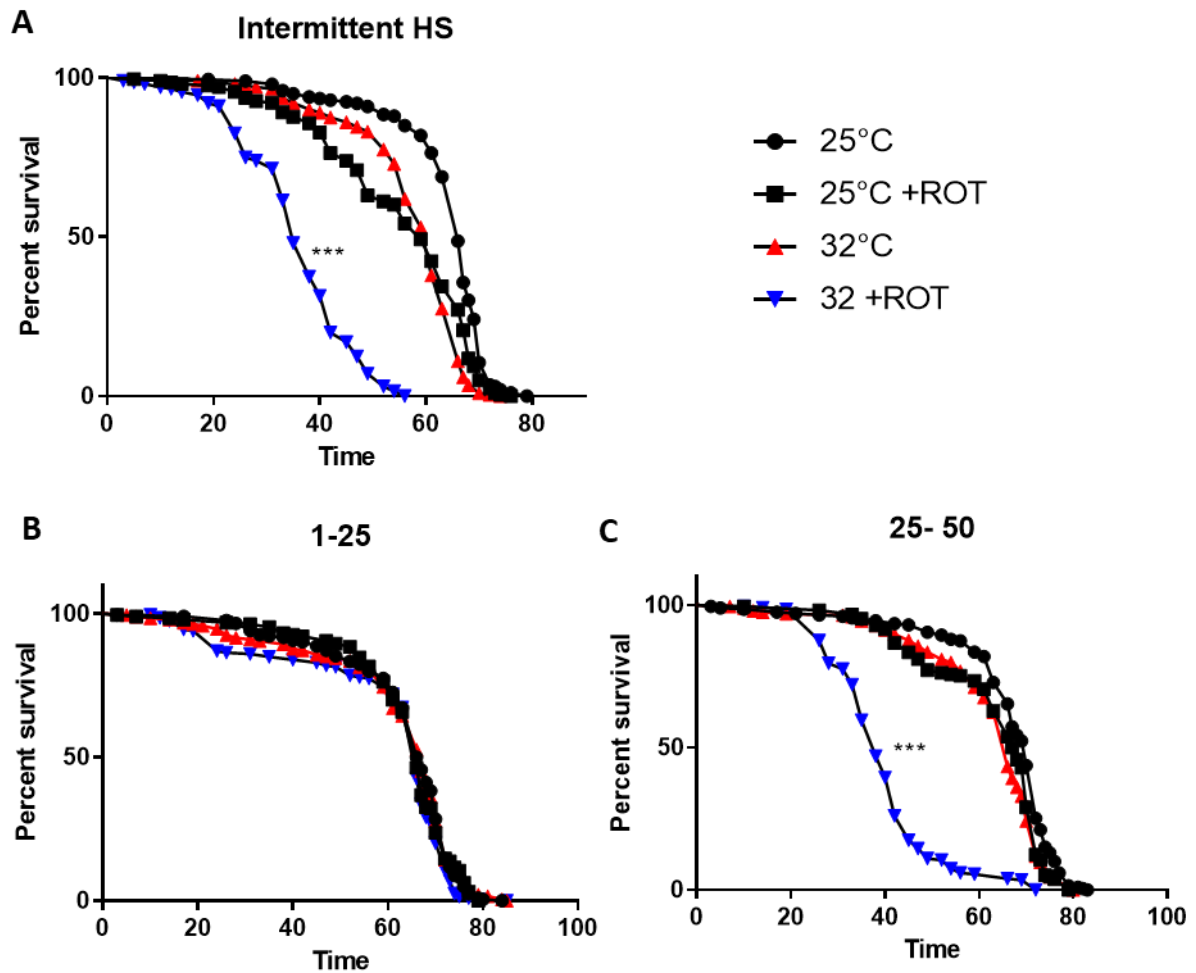 A
Intermittent HS
100
50
0
Percent survival
0 20 40 60 80
Time
***
25°C
25°C +ROT
32°C
32 +ROT
B
1-25
100
50
0
Percent survival
0 20 40 60 80 100
Time
C
25- 50
100
50
0
Percent survival
0 20 40 60 80 100
Time
***